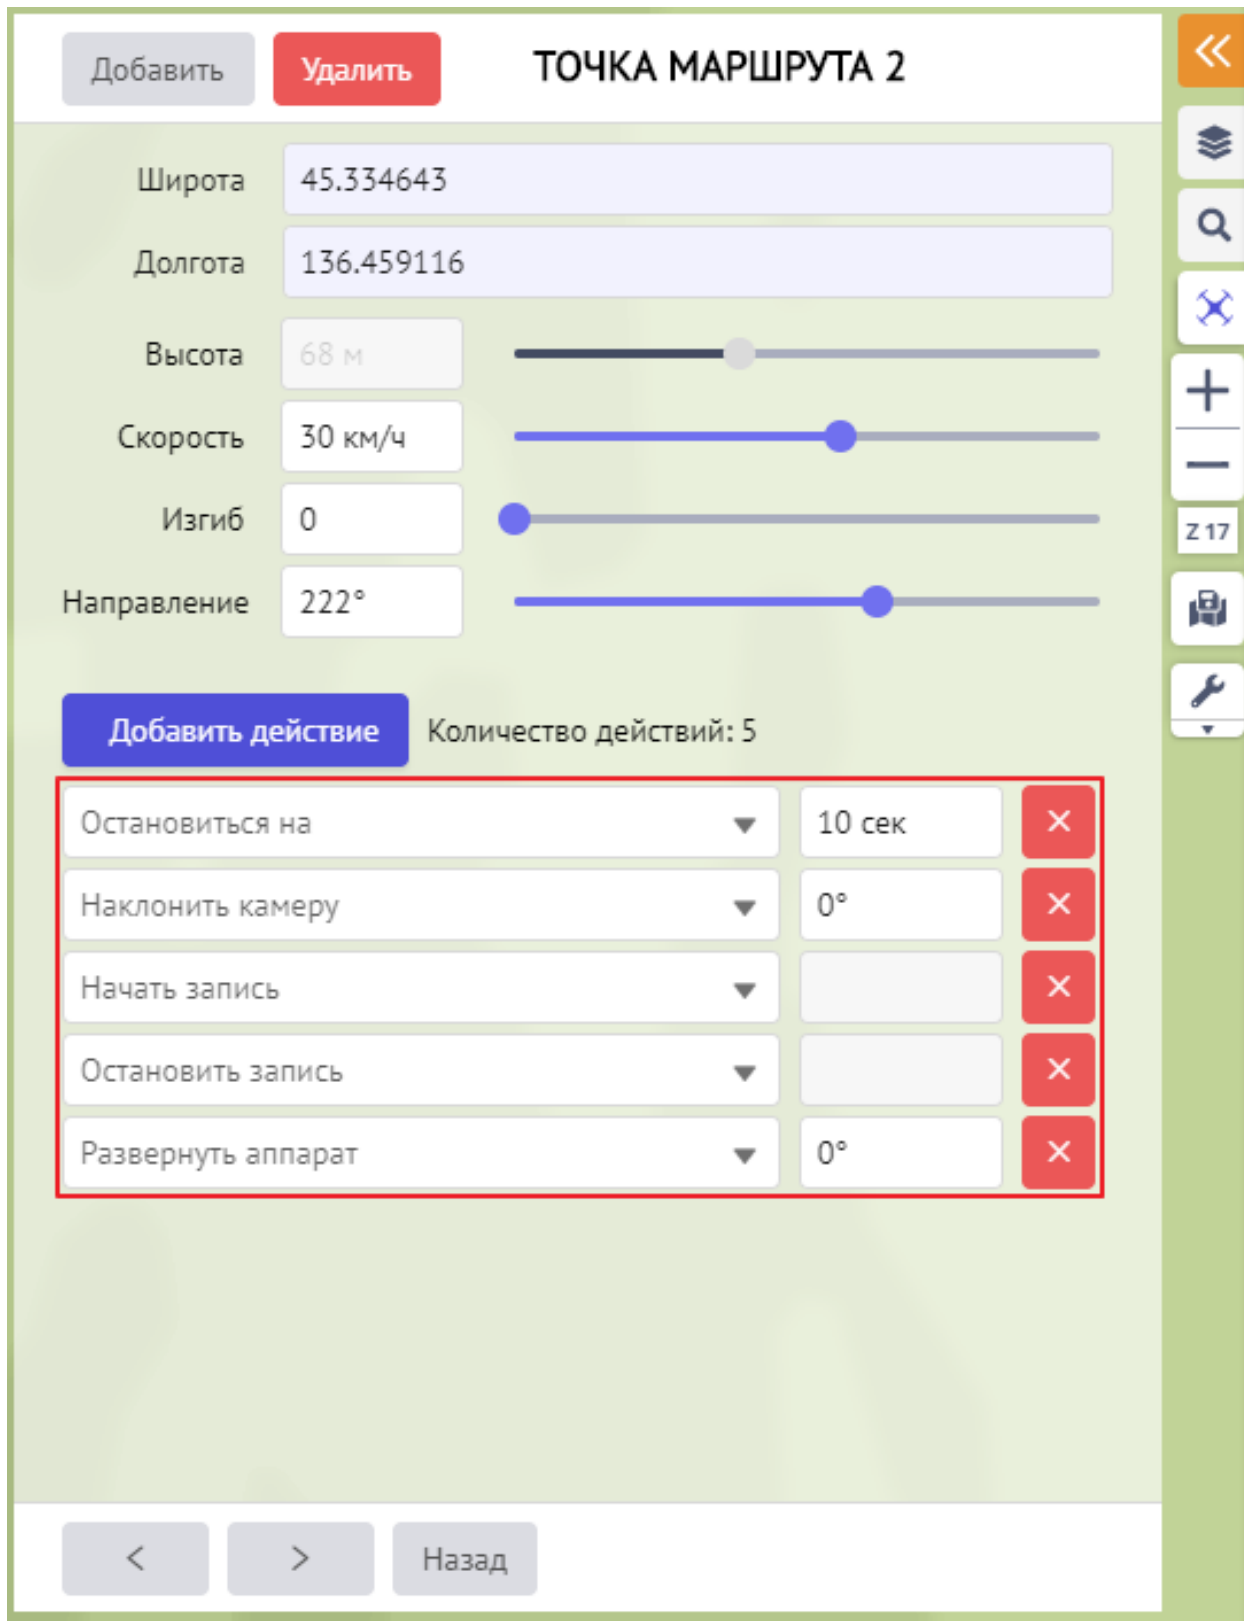 Добавить Удалить ТОЧКА МАРШРУТА 2
Широта 45.334643
Долгота 136.459116
Высота 68 м
Скорость 30 км/ч
Изгиб 0
Z 17
Направление 222°
Добавить действие Количество действий: 5
Остановиться на 10 сек
Наклонить камеру 0°
Начать запись
Остановить запись
Развернуть аппарат 0°
< > Назад